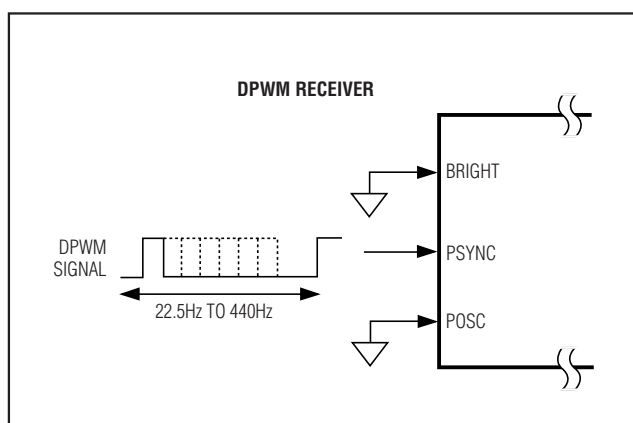 DPWM RECEIVER
BRIGHT
DPWM
SIGNAL
PSYNC
22.5Hz TO 440Hz
POSC